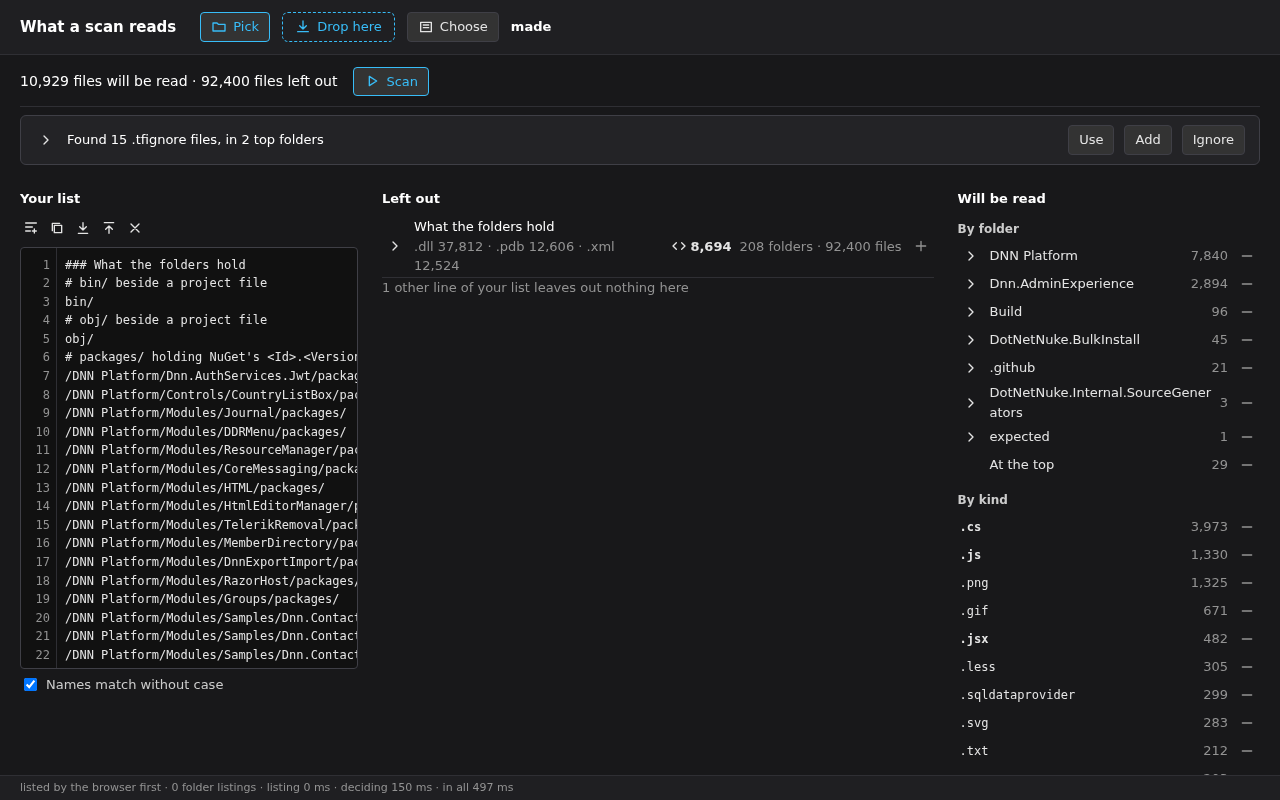 What a scan reads
Pick
Drop here
Choose
made
10,929 files will be read · 92,400 files left out
Scan
Found 15 .tfignore files, in 2 top folders
Use
Add
Ignore
Your list
1 ### What the folders hold
2 # bin/ beside a project file
3 bin/
4 # obj/ beside a project file
5 obj/
6 # packages/ holding NuGet's <Id>.<Version
7 /DNN Platform/Dnn.AuthServices.Jwt/packag
8 /DNN Platform/Controls/CountryListBox/pac
9 /DNN Platform/Modules/Journal/packages/
10 /DNN Platform/Modules/DDRMenu/packages/
11 /DNN Platform/Modules/ResourceManager/pac
12 /DNN Platform/Modules/CoreMessaging/packa
13 /DNN Platform/Modules/HTML/packages/
14 /DNN Platform/Modules/HtmlEditorManager/p
15 /DNN Platform/Modules/TelerikRemoval/pack
16 /DNN Platform/Modules/MemberDirectory/pac
17 /DNN Platform/Modules/DnnExportImport/pac
18 /DNN Platform/Modules/RazorHost/packages/
19 /DNN Platform/Modules/Groups/packages/
20 /DNN Platform/Modules/Samples/Dnn.Contact
21 /DNN Platform/Modules/Samples/Dnn.Contact
22 /DNN Platform/Modules/Samples/Dnn.Contact
Names match without case
Left out
What the folders hold
.dll 37,812 · .pdb 12,606 · .xml
12,524
8,694 208 folders · 92,400 files
1 other line of your list leaves out nothing here
Will be read
By folder
DNN Platform 7,840
Dnn.AdminExperience 2,894
Build 96
DotNetNuke.BulkInstall 45
.github 21
DotNetNuke.Internal.SourceGener
ators 3
expected 1
At the top 29
By kind
.cs 3,973
.js 1,330
.png 1,325
.gif 671
.jsx 482
.less 305
.sqldataprovider 299
.svg 283
.txt 212
listed by the browser first · 0 folder listings · listing 0 ms · deciding 150 ms · in all 497 ms